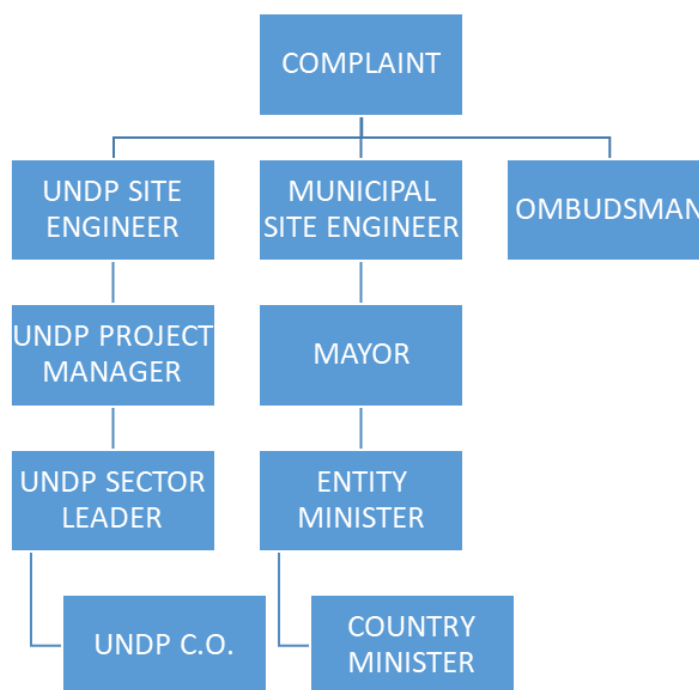 COMPLAINT
UNDP SITE
ENGINEER
MUNICIPAL
SITE ENGINEER
OMBUDSMAN
UNDP PROJECT
MANAGER
MAYOR
UNDP SECTOR
LEADER
ENTITY
MINISTER
UNDP C.O.
COUNTRY
MINISTER